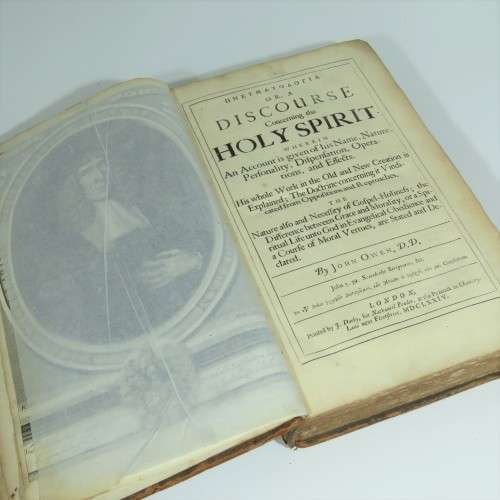 ΠΝΕΥΜΑΤΟΛΟΓΙΑ
OR, A
DISCOURSE
Concerning the
HOLY SPIRIT.
WHEREIN
An Account is given of his Name, Nature,
Personality, Dispensation, Opera-
tions, and Effects.
His whole Work in the Old and New Creation is
Explained; The Doctrine concerning it Vindi-
cated from Oppositions and Reproaches.
THE
Nature also and Necessity of Gospel-Holiness; the
Difference between Grace and Morality, or a Spi-
ritual Life unto God in Evangelical Obedience and
a Course of Moral Vertues, are Stated and De-
clared.
By JOHN OWEN, D.D.
John 5. 39.
LONDON,
Printed by J. Darby, for Nathaniel Ponder, at the Peacock in Chancery-
Lane near Fleetstreet, MDCLXXIV.